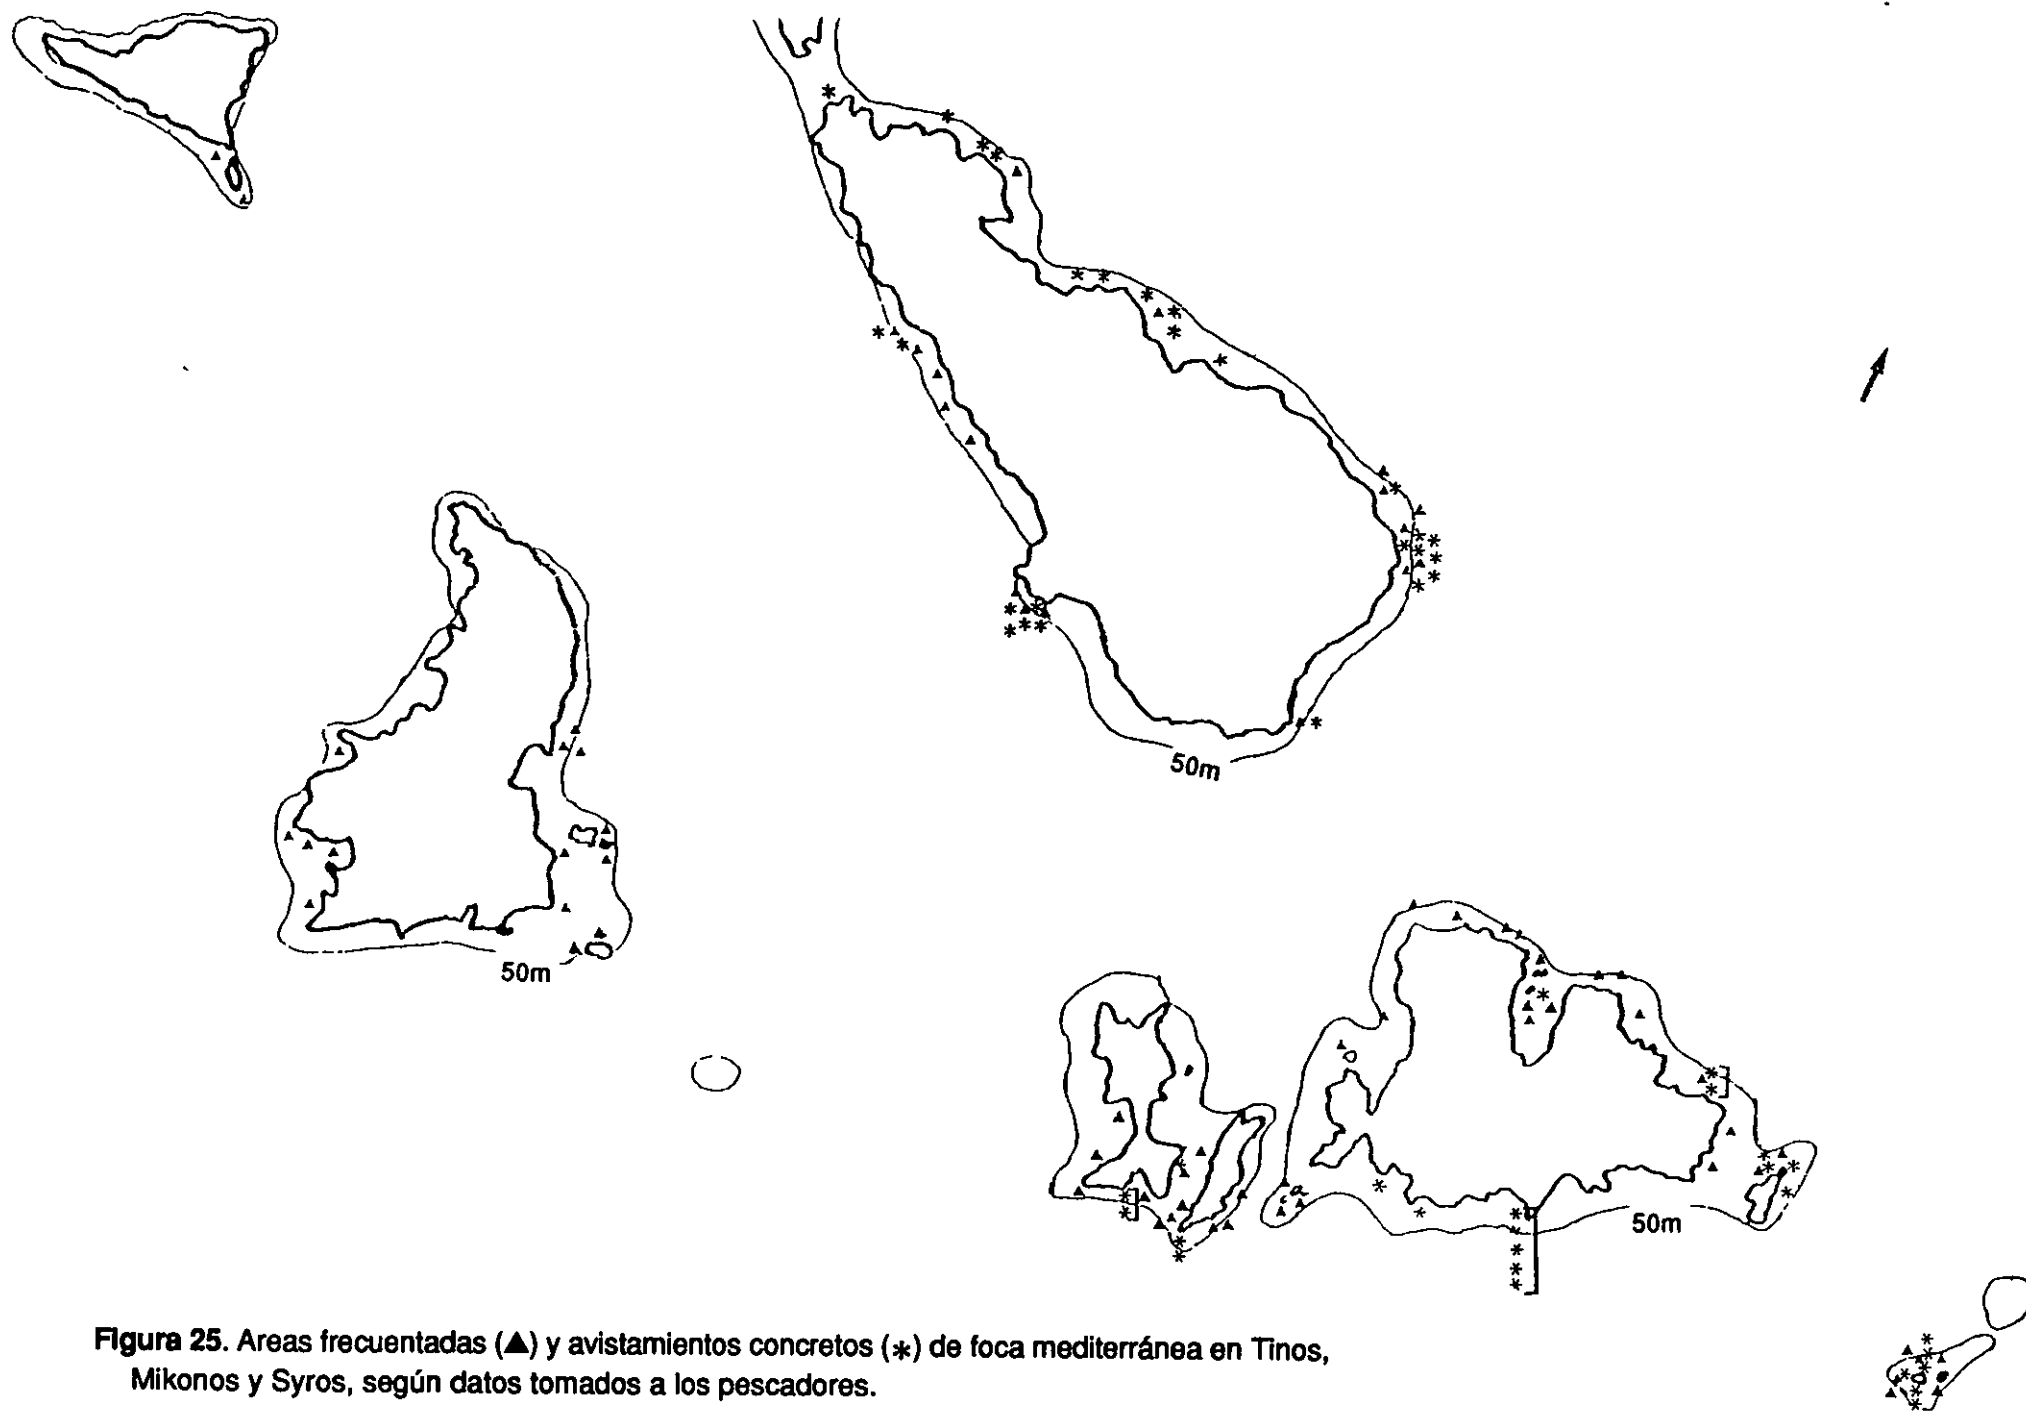 50m
50m
50m
Figura 25. Areas frecuentadas (▲) y avistamientos concretos (*) de foca mediterránea en Tinos,
Mikonos y Syros, según datos tomados a los pescadores.